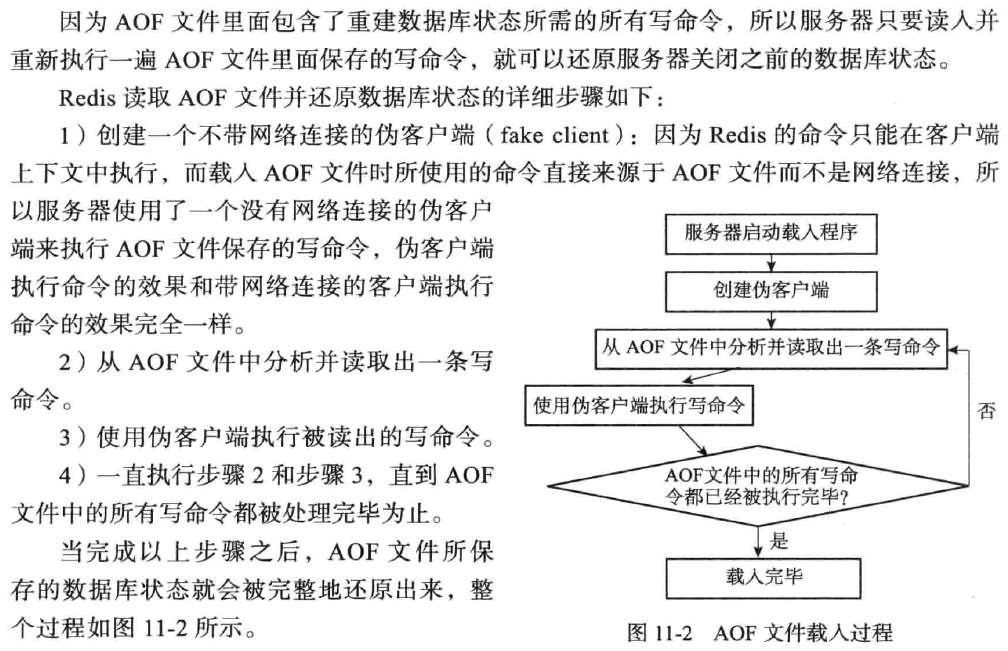 因为 AOF 文件里面包含了重建数据库状态所需的所有写命令，所以服务器只要读入并
重新执行一遍 AOF 文件里面保存的写命令，就可以还原服务器关闭之前的数据库状态。
Redis 读取 AOF 文件并还原数据库状态的详细步骤如下：
1）创建一个不带网络连接的伪客户端（fake client）：因为 Redis 的命令只能在客户端
上下文中执行，而载入 AOF 文件时所使用的命令直接来源于 AOF 文件而不是网络连接，所
以服务器使用了一个没有网络连接的伪客户
端来执行 AOF 文件保存的写命令，伪客户端
执行命令的效果和带网络连接的客户端执行
命令的效果完全一样。
2）从 AOF 文件中分析并读取出一条写
命令。
3）使用伪客户端执行被读出的写命令。
4）一直执行步骤 2 和步骤 3，直到 AOF
文件中的所有写命令都被处理完毕为止。
当完成以上步骤之后，AOF 文件所保
存的数据库状态就会被完整地还原出来，整
个过程如图 11-2 所示。
服务器启动载入程序
创建伪客户端
从 AOF 文件中分析并读取出一条写命令
使用伪客户端执行写命令
否
AOF文件中的所有写命
令都已经被执行完毕？
是
载入完毕
图 11-2 AOF 文件载入过程